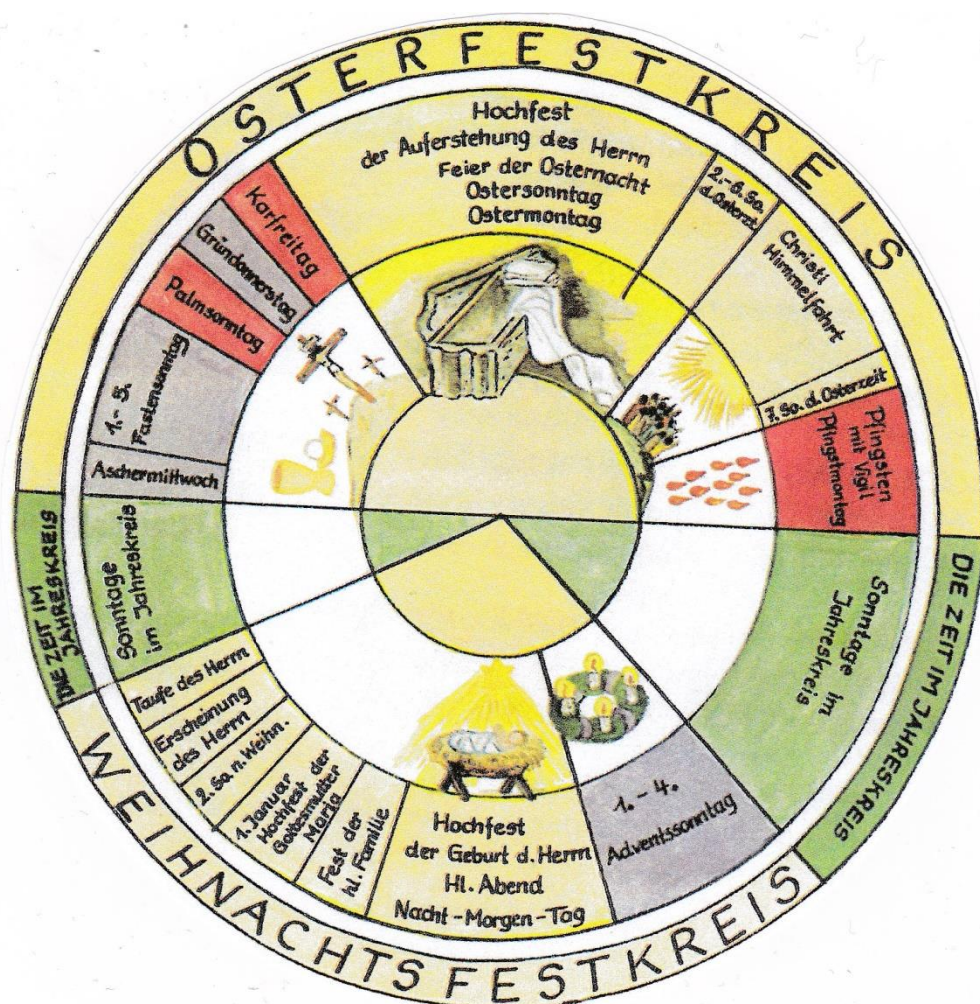 OSTERFESTKREIS
Hochfest
der Auferstehung des Herrn
Feier der Osternacht
Ostersonntag
Ostermontag
2.-6. So.
d. Osterzt.
Christi
Himmelfahrt
7. So. d. Osterzeit
Pfingsten
mit Vigil
Pfingstmontag
DIE ZEIT IM JAHRESKREIS
Sonntage im
Jahreskreis
1. - 4.
Adventssonntag
Hochfest
der Geburt d. Herrn
Hl. Abend
Nacht - Morgen - Tag
Fest der
hl. Familie
1. Januar
Hochfest der
Gottesmutter
Maria
2. So. n. Weihn.
Erscheinung
des Herrn
Taufe des Herrn
WEIHNACHTSFESTKREIS
Sonntage
im Jahreskreis
DIE ZEIT IM
JAHRESKREIS
Aschermittwoch
1. - 5.
Fastensonntag
Palmsonntag
Gründonnerstag
Karfreitag